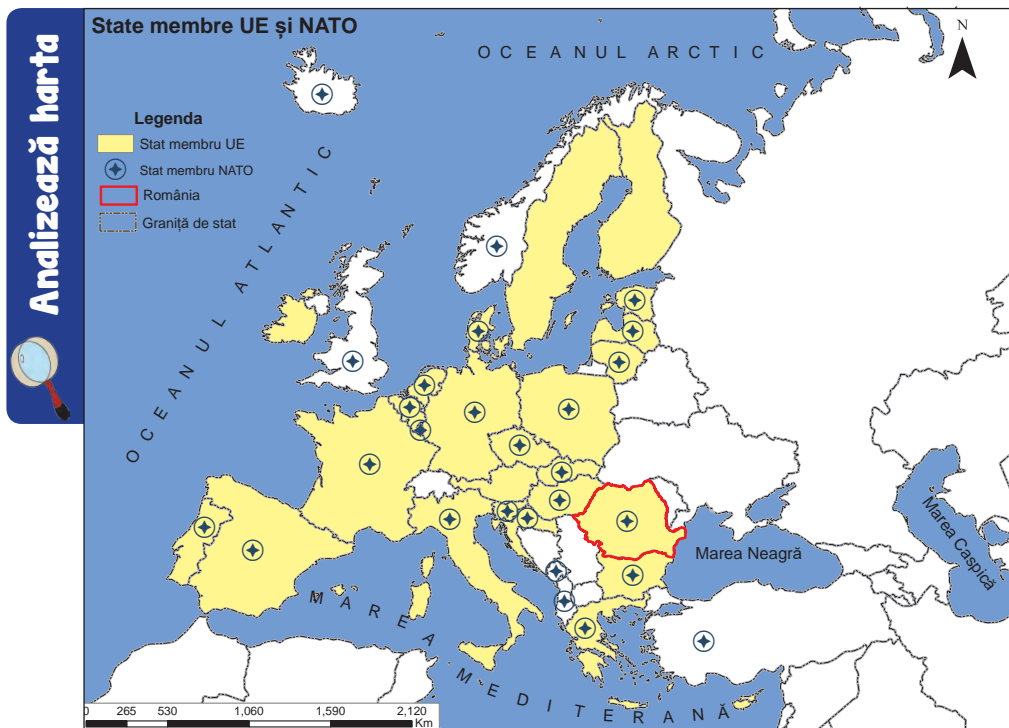 Analizează harta
State membre UE și NATO
N
OCEANUL ARCTIC
OCEANUL ATLANTIC
Legenda
Stat membru UE
Stat membru NATO
România
Graniță de stat
Marea Neagră
Marea Caspică
MAREA MEDITERANĂ
0 265 530 1,060 1,590 2,120
Km